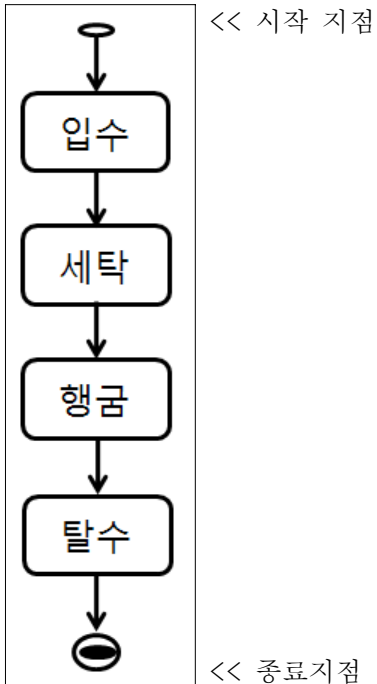 << 시작 지점
입수
세탁
행굼
탈수
<< 종료지점